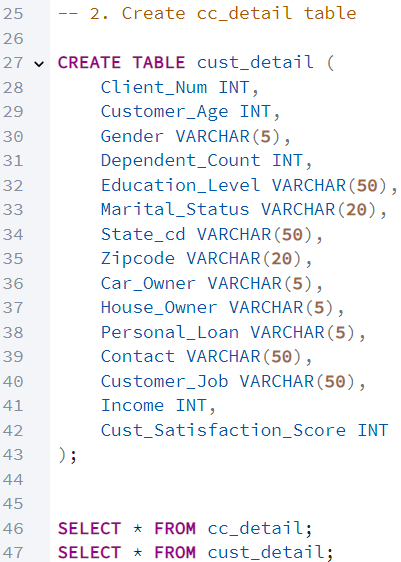 25 -- 2. Create cc_detail table
26
27 CREATE TABLE cust_detail (
28 Client_Num INT,
29 Customer_Age INT,
30 Gender VARCHAR(5),
31 Dependent_Count INT,
32 Education_Level VARCHAR(50),
33 Marital_Status VARCHAR(20),
34 State_cd VARCHAR(50),
35 Zipcode VARCHAR(20),
36 Car_Owner VARCHAR(5),
37 House_Owner VARCHAR(5),
38 Personal_Loan VARCHAR(5),
39 Contact VARCHAR(50),
40 Customer_Job VARCHAR(50),
41 Income INT,
42 Cust_Satisfaction_Score INT
43 );
44
45
46 SELECT * FROM cc_detail;
47 SELECT * FROM cust_detail;